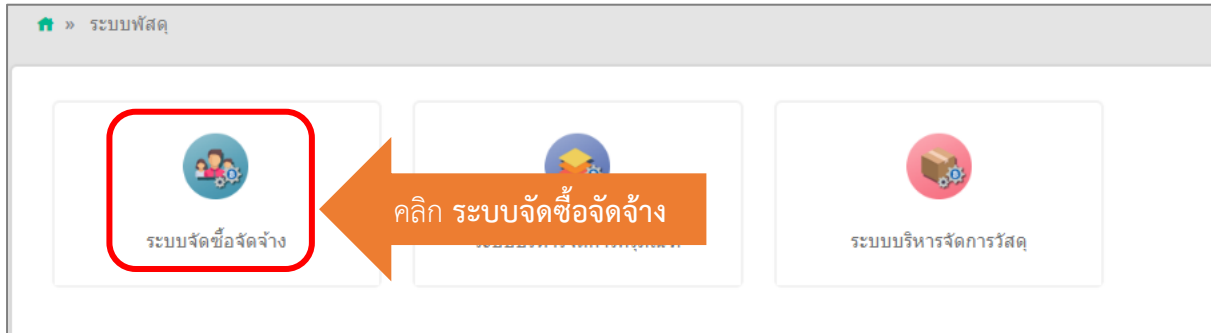 » ระบบพัสดุ
คลิก ระบบจัดซื้อจัดจ้าง
ระบบจัดซื้อจัดจ้าง
ระบบบริหารจัดการวัสดุ